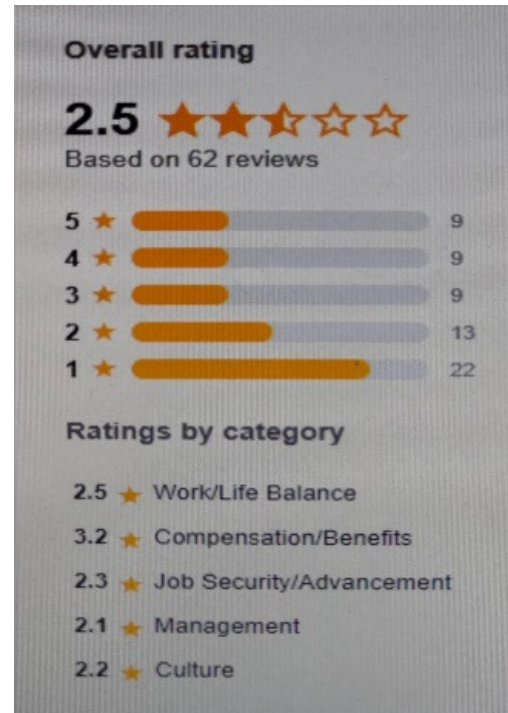 Overall rating
2.5
Based on 62 reviews
5 9
4 9
3 9
2 13
1 22
Ratings by category
2.5 Work/Life Balance
3.2 Compensation/Benefits
2.3 Job Security/Advancement
2.1 Management
2.2 Culture